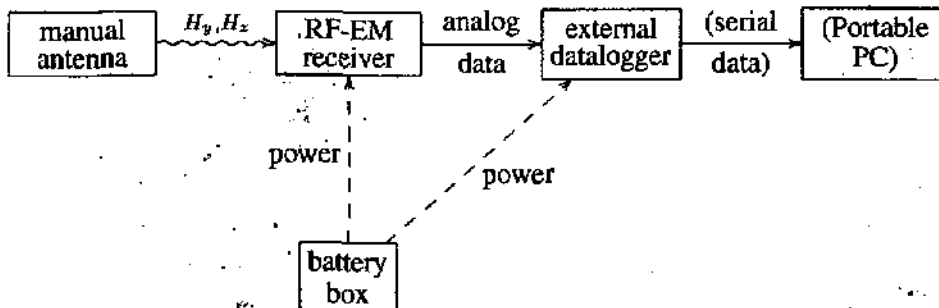 manual
antenna
H_y, H_z
RF-EM
receiver
analog
data
external
datalogger
(serial
data)
(Portable
PC)
power
power
battery
box